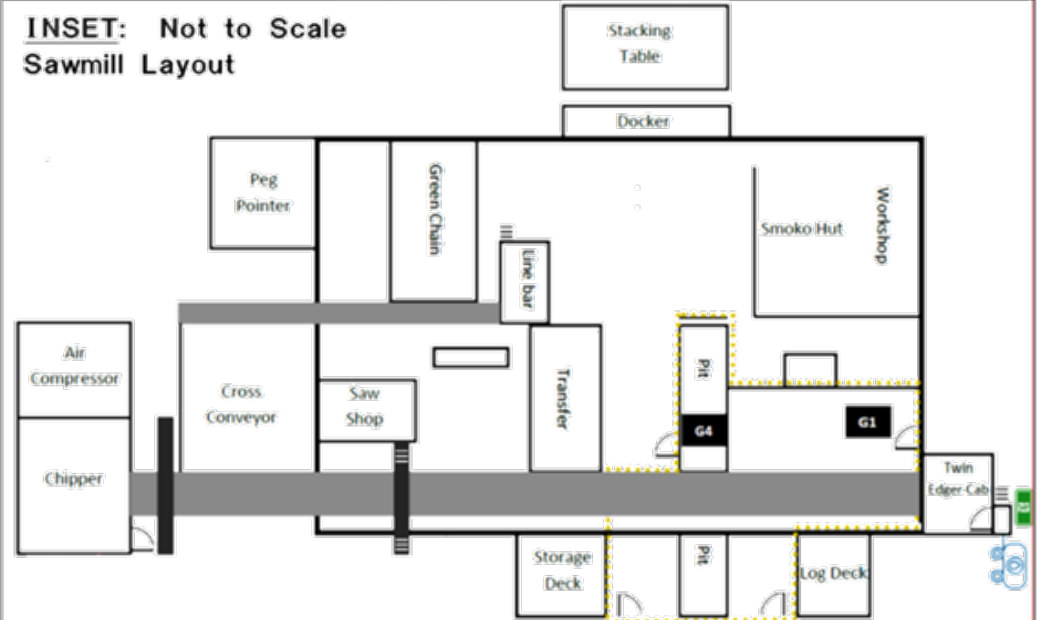 INSET: Not to Scale
Sawmill Layout
Stacking
Table
Docker
Peg
Pointer
Green Chain
Line bar
Smoko Hut
Workshop
Air
Compressor
Cross
Conveyor
Saw
Shop
Transfer
Pit
G4
G1
Chipper
Twin
Edger Cab
Storage
Deck
Pit
Log Deck